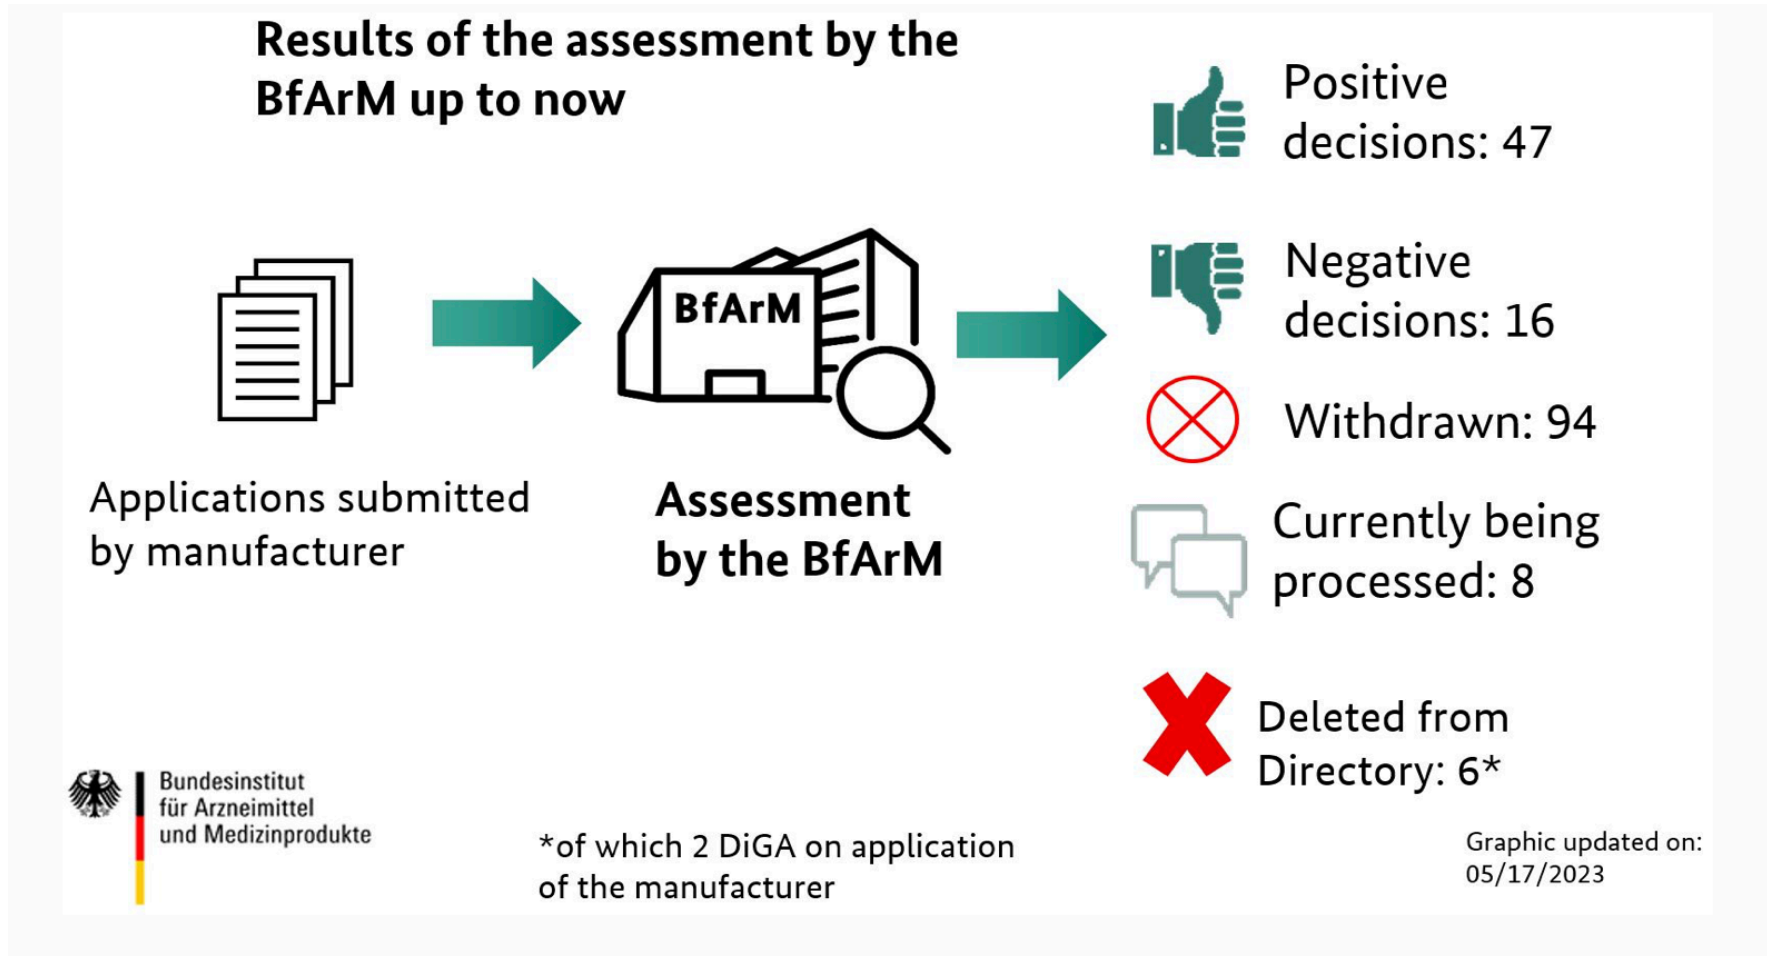 Results of the assessment by the
BfArM up to now
Applications submitted
by manufacturer
BfArM
Assessment
by the BfArM
Positive
decisions: 47
Negative
decisions: 16
Withdrawn: 94
Currently being
processed: 8
Deleted from
Directory: 6*
Bundesinstitut
für Arzneimittel
und Medizinprodukte
*of which 2 DiGA on application
of the manufacturer
Graphic updated on:
05/17/2023